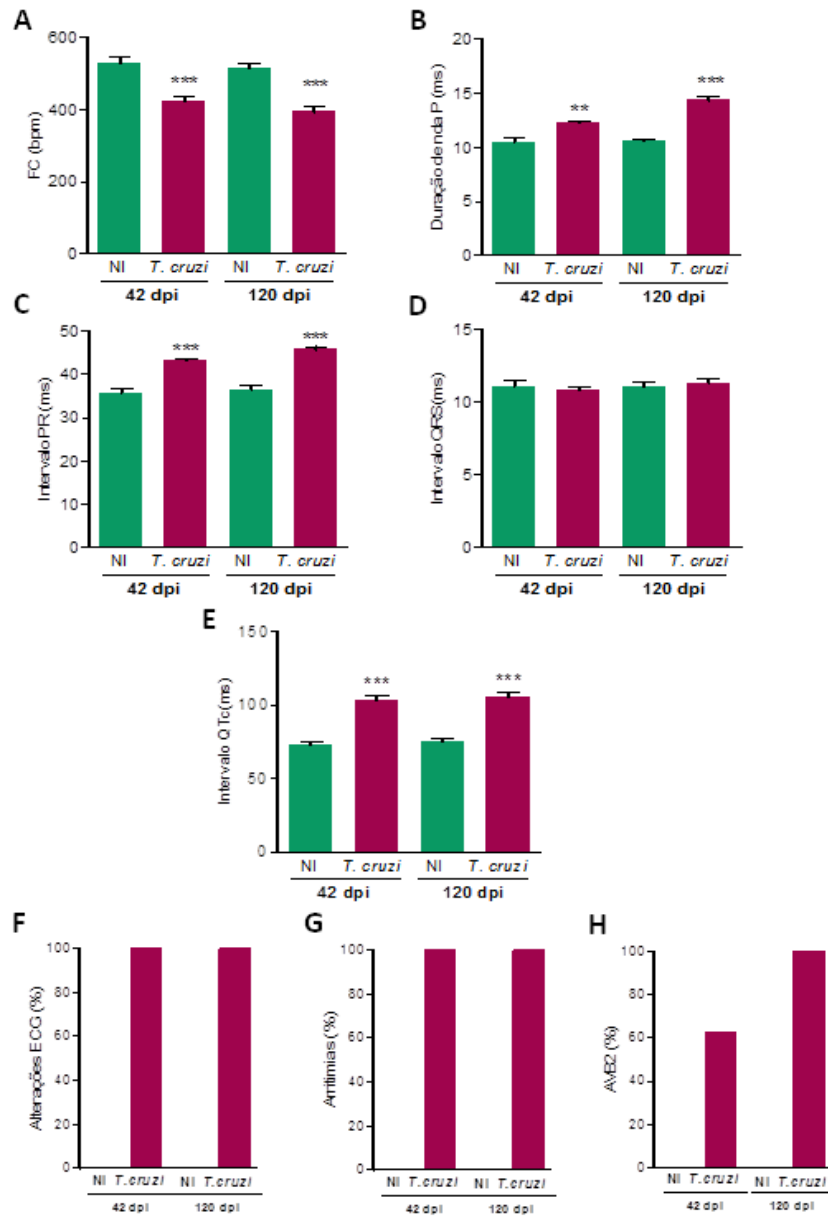 A
600
400
200
0
FC (bpm)
*** ***
NI T. cruzi NI T. cruzi
42 dpi 120 dpi
B
20
15
10
5
0
Duração de nda P (ms)
** ***
NI T. cruzi NI T. cruzi
42 dpi 120 dpi
C
50
40
30
20
10
0
Intervalo PR (ms)
*** ***
NI T. cruzi NI T. cruzi
42 dpi 120 dpi
D
15
10
5
0
Intervalo QRS (ms)
NI T. cruzi NI T. cruzi
42 dpi 120 dpi
E
150
100
50
0
Intervalo QTc (ms)
*** ***
NI T. cruzi NI T. cruzi
42 dpi 120 dpi
F
100
80
60
40
20
0
Alterações ECG (%)
NI T.cruzi NI T.cruzi
42 dpi 120 dpi
G
100
80
60
40
20
0
Arritimias (%)
NI T.cruzi NI T.cruzi
42 dpi 120 dpi
H
100
80
60
40
20
0
AVB2 (%)
NI T.cruzi NI T.cruzi
42 dpi 120 dpi